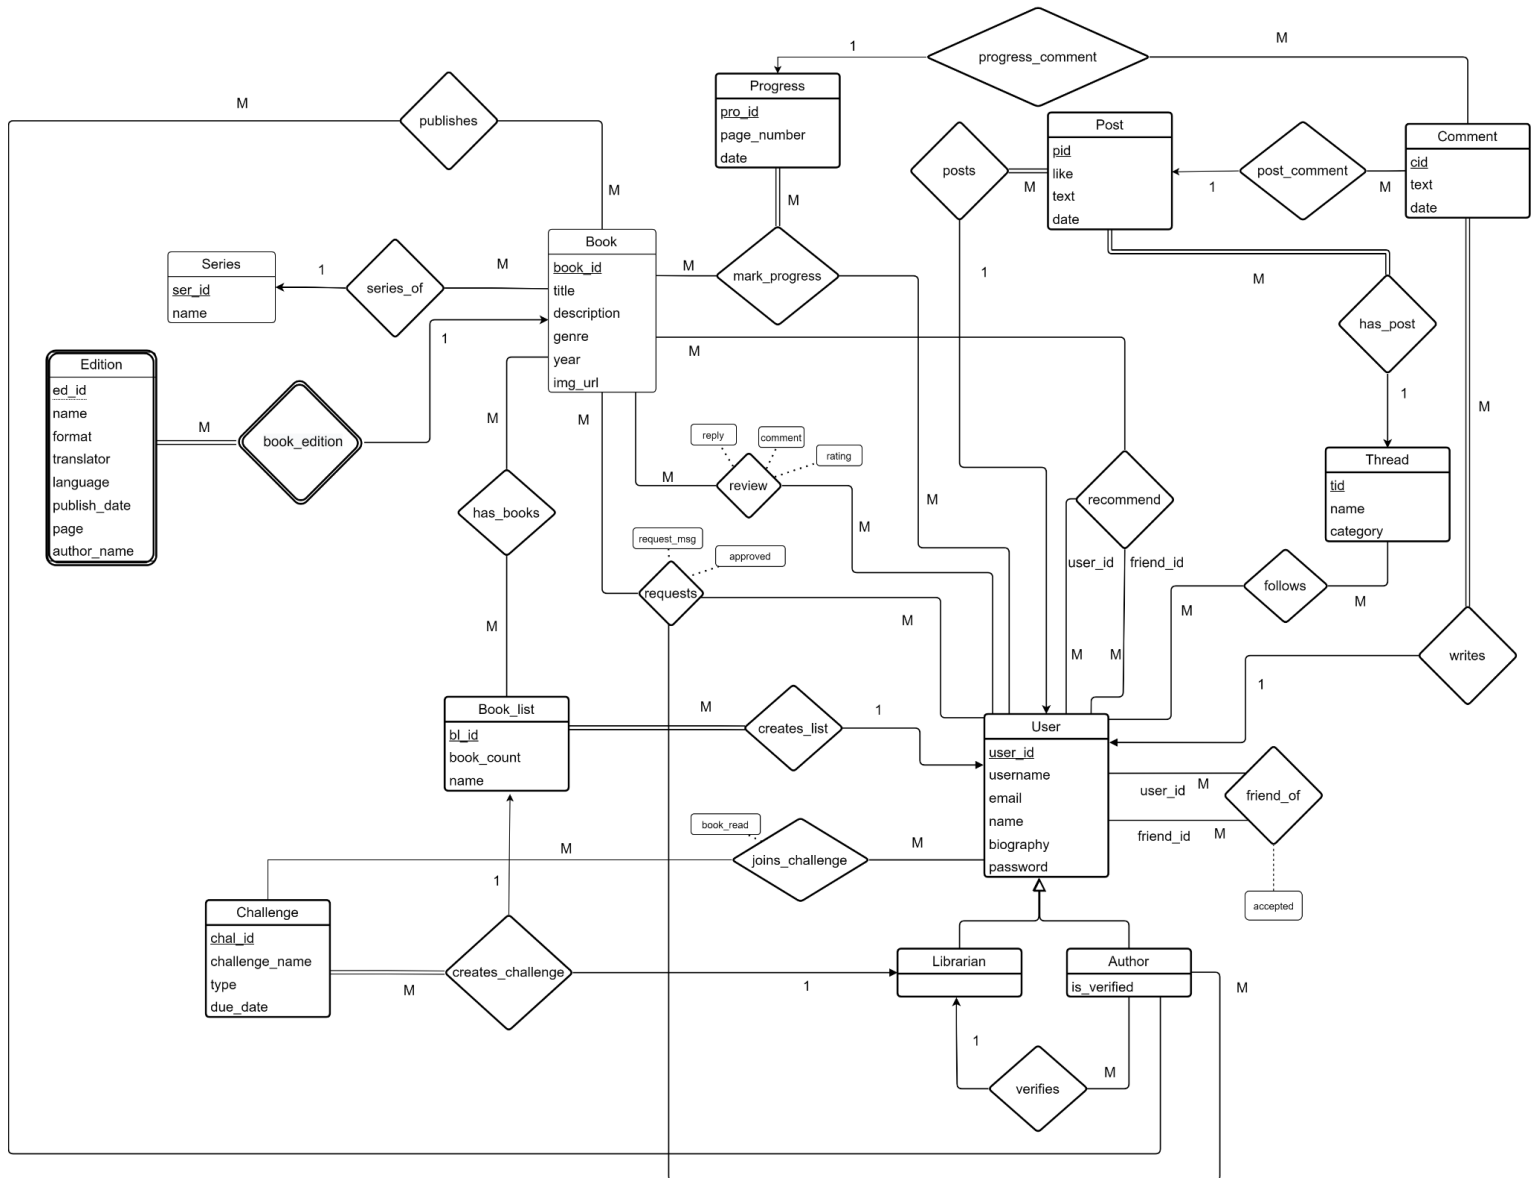 progress_comment
1
M
Progress
pro_id
page_number
date
M
publishes
M
M
posts
M
1
Post
pid
like
text
date
post_comment
1
M
Comment
cid
text
date
Book
book_id
title
description
genre
year
img_url
Series
ser_id
name
1
series_of
M
M
mark_progress
M
M
M
has_post
1
Edition
ed_id
name
format
translator
language
publish_date
page
author_name
M
book_edition
1
M
has_books
M
M
reply
comment
rating
M
review
M
request_msg
approved
requests
M
M
recommend
user_id
friend_id
M
M
Thread
tid
name
category
M
follows
M
M
writes
1
Book_list
bl_id
book_count
name
M
creates_list
1
User
user_id
username
email
name
biography
password
user_id
M
friend_of
friend_id
M
accepted
book_read
M
joins_challenge
M
1
Challenge
chal_id
challenge_name
type
due_date
M
creates_challenge
1
Librarian
Author
is_verified
M
1
verifies
M